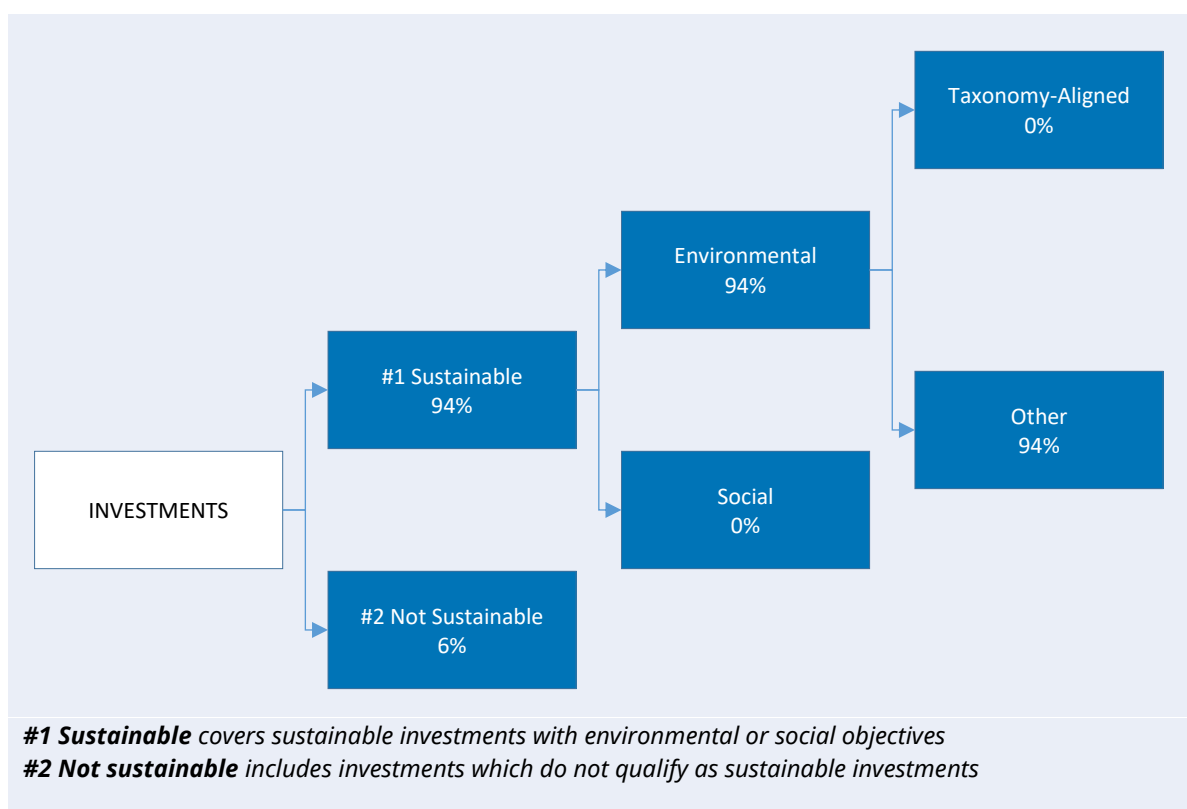 Taxonomy-Aligned
0%
Environmental
94%
#1 Sustainable
94%
Other
94%
INVESTMENTS
Social
0%
#2 Not Sustainable
6%
#1 Sustainable covers sustainable investments with environmental or social objectives
#2 Not sustainable includes investments which do not qualify as sustainable investments